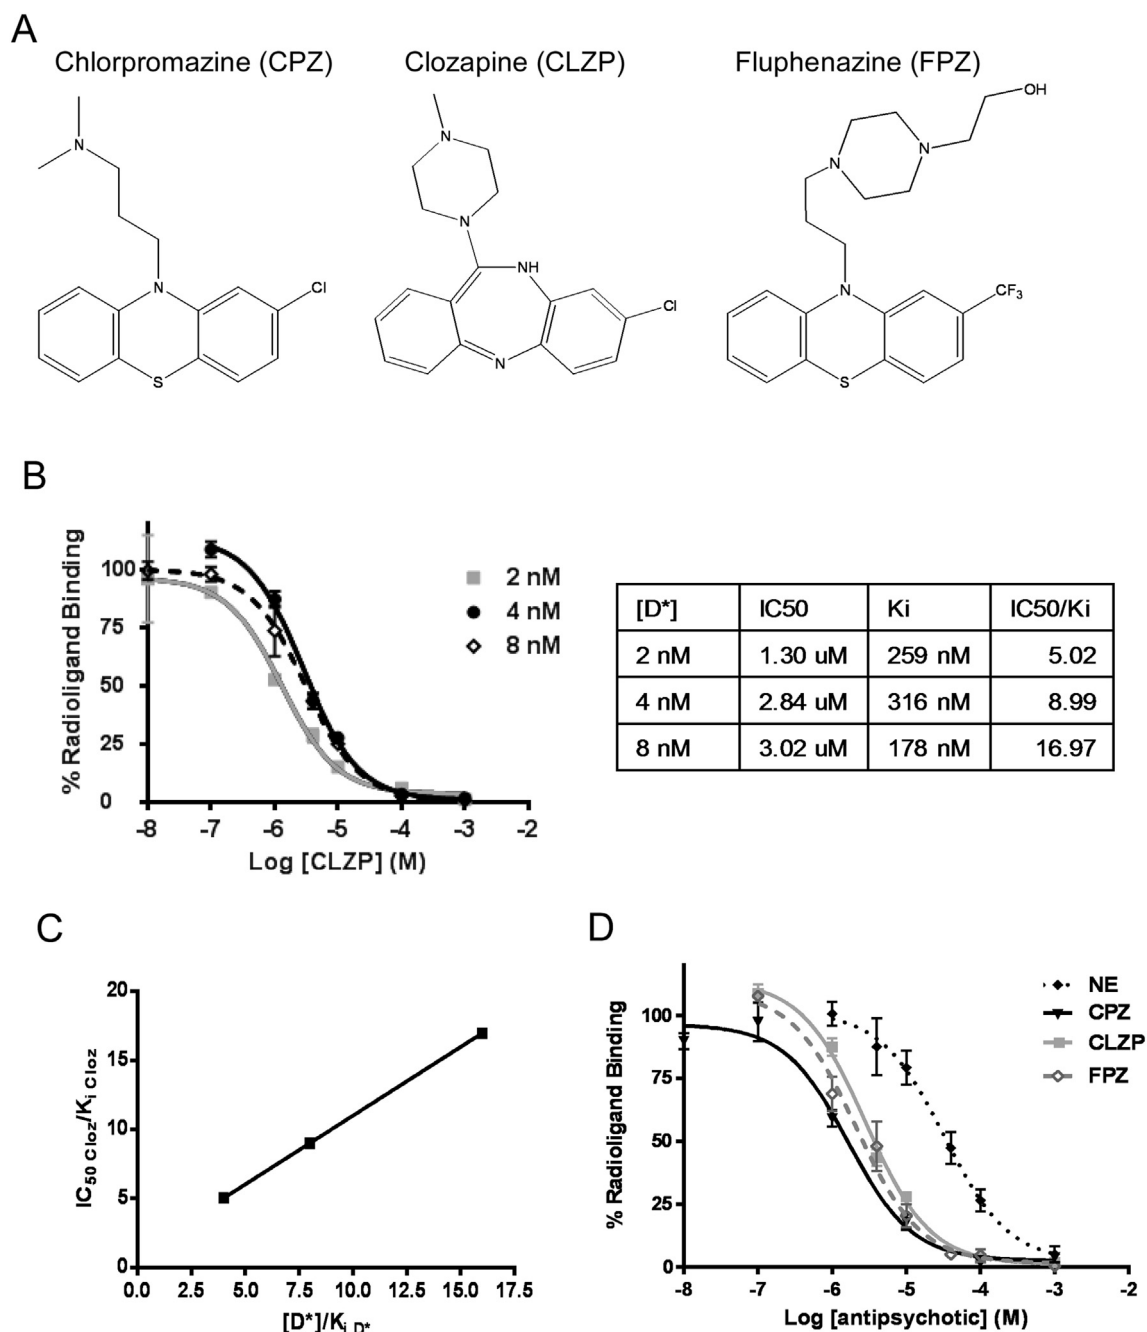 A
Chlorpromazine (CPZ)
Clozapine (CLZP)
Fluphenazine (FPZ)
N
N
S
Cl
N
N
NH
N
Cl
OH
N
N
N
S
CF3
B
% Radioligand Binding
100
75
50
25
0
-8 -7 -6 -5 -4 -3 -2
Log [CLZP] (M)
2 nM
4 nM
8 nM
[D*] IC50 Ki IC50/Ki
2 nM 1.30 uM 259 nM 5.02
4 nM 2.84 uM 316 nM 8.99
8 nM 3.02 uM 178 nM 16.97
C
IC50 Cloz/Ki Cloz
20
15
10
5
0
0.0 2.5 5.0 7.5 10.0 12.5 15.0 17.5
[D*]/Ki D*
D
% Radioligand Binding
100
75
50
25
0
-8 -7 -6 -5 -4 -3 -2
Log [antipsychotic] (M)
NE
CPZ
CLZP
FPZ